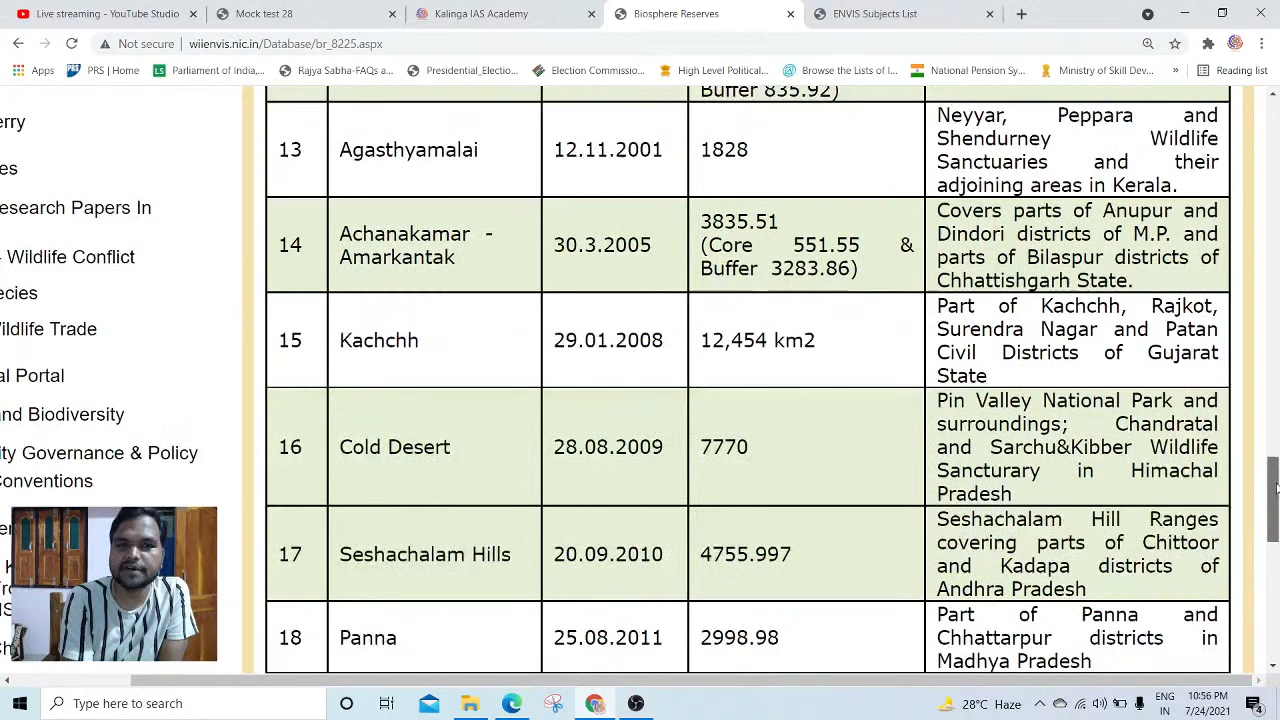 Live streaming - YouTube Studio
Mock test 28
Kalinga IAS Academy
Biosphere Reserves
ENVIS Subjects List
Not secure
wiienvis.nic.in/Database/br_8225.aspx
Apps
PRS | Home
Parliament of India,...
Rajya Sabha-FAQs a...
Presidential_Electio...
Election Commissio...
High Level Political...
Browse the Lists of I...
National Pension Sy...
Ministry of Skill Dev...
»
Reading list
erry
es
esearch Papers In
- Wildlife Conflict
ecies
ildlife Trade
al Portal
and Biodiversity
ity Governance & Policy
Conventions
Buffer 835.92)
13
Agasthyamalai
12.11.2001
1828
Neyyar, Peppara and
Shendurney Wildlife
Sanctuaries and their
adjoining areas in Kerala.
14
Achanakamar -
Amarkantak
30.3.2005
3835.51
(Core 551.55 &
Buffer 3283.86)
Covers parts of Anupur and
Dindori districts of M.P. and
parts of Bilaspur districts of
Chhattishgarh State.
15
Kachchh
29.01.2008
12,454 km2
Part of Kachchh, Rajkot,
Surendra Nagar and Patan
Civil Districts of Gujarat
State
16
Cold Desert
28.08.2009
7770
Pin Valley National Park and
surroundings; Chandratal
and Sarchu&Kibber Wildlife
Sancturary in Himachal
Pradesh
17
Seshachalam Hills
20.09.2010
4755.997
Seshachalam Hill Ranges
covering parts of Chittoor
and Kadapa districts of
Andhra Pradesh
18
Panna
25.08.2011
2998.98
Part of Panna and
Chhattarpur districts in
Madhya Pradesh
Type here to search
28°C Haze
ENG
IN
10:56 PM
7/24/2021
4